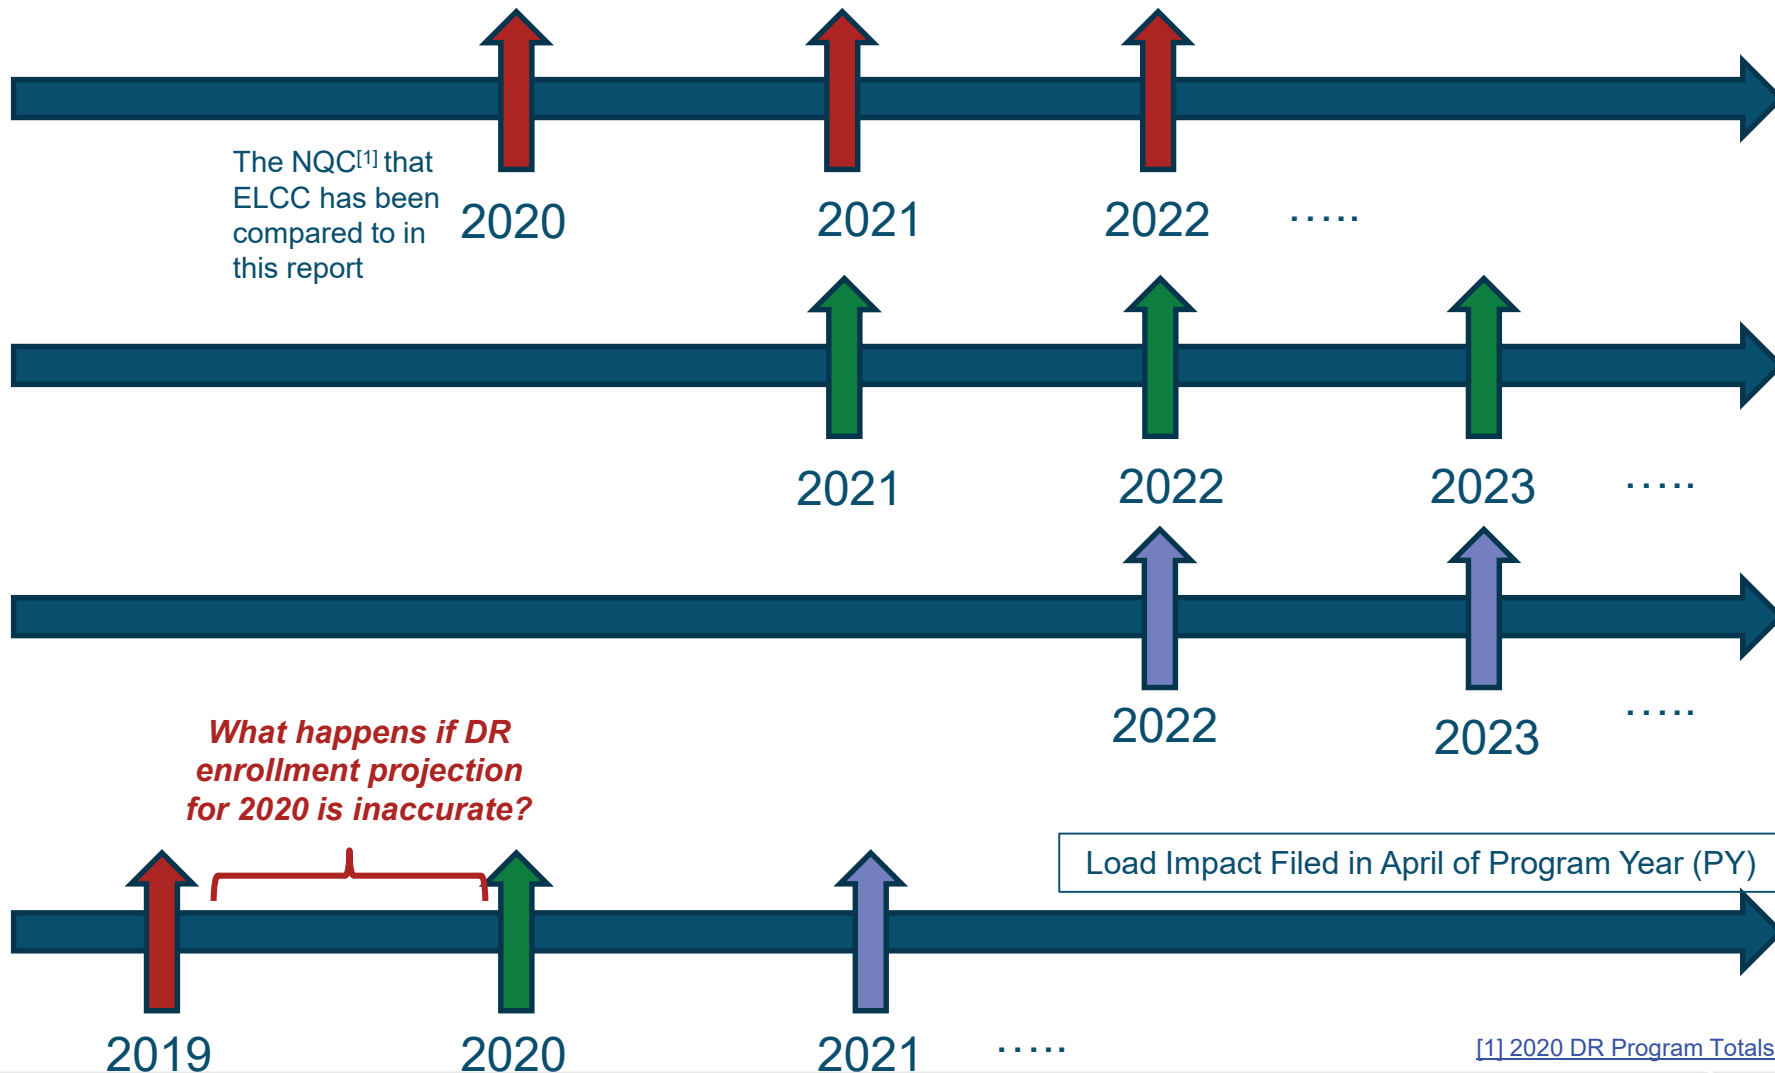 The NQC[1] that
ELCC has been
compared to in
this report
2020
2021
2022
.....
2021
2022
2023
.....
2022
2023
.....
What happens if DR
enrollment projection
for 2020 is inaccurate?
Load Impact Filed in April of Program Year (PY)
2019
2020
2021
.....
[1] 2020 DR Program Totals